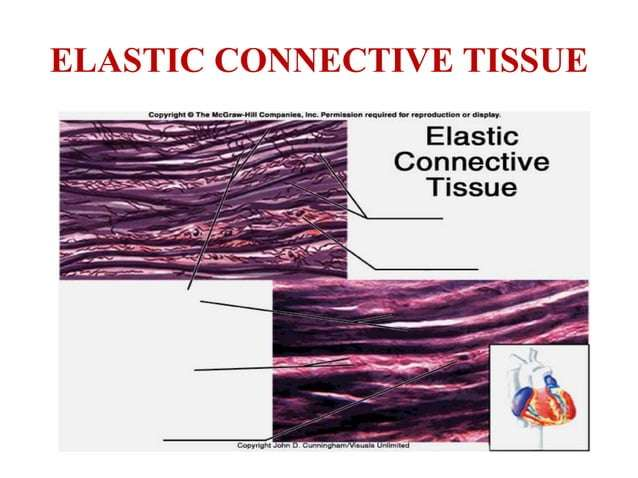 ELASTIC CONNECTIVE TISSUE
Copyright © The McGraw-Hill Companies, Inc. Permission required for reproduction or display.
Elastic
Connective
Tissue
Copyright John D. Cunningham/Visuals Unlimited